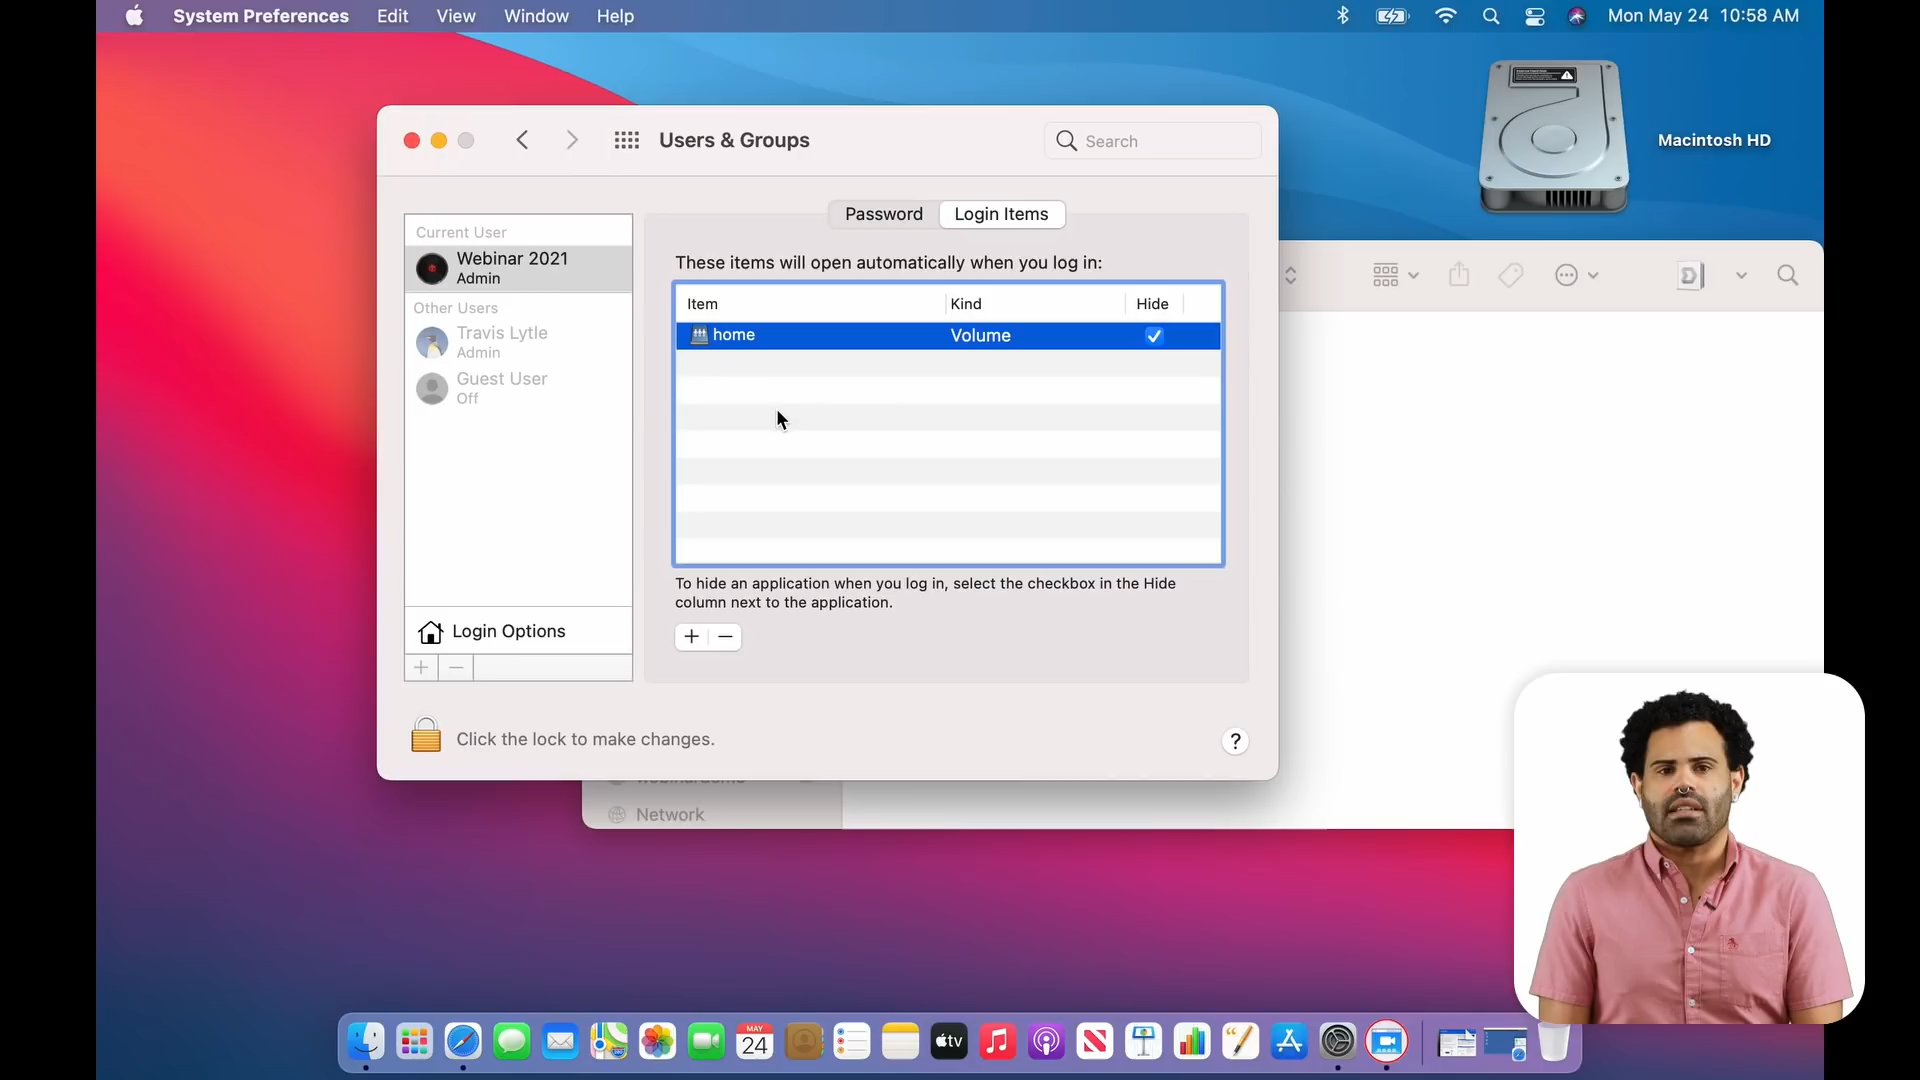 System Preferences Edit View Window Help
Mon May 24 10:58 AM
Macintosh HD
Users & Groups
Search
Password
Login Items
Current User
Webinar 2021
Admin
Other Users
Travis Lytle
Admin
Guest User
Off
Login Options
These items will open automatically when you log in:
Item Kind Hide
home Volume
To hide an application when you log in, select the checkbox in the Hide
column next to the application.
Click the lock to make changes.
?
Network
MAY
24
tv